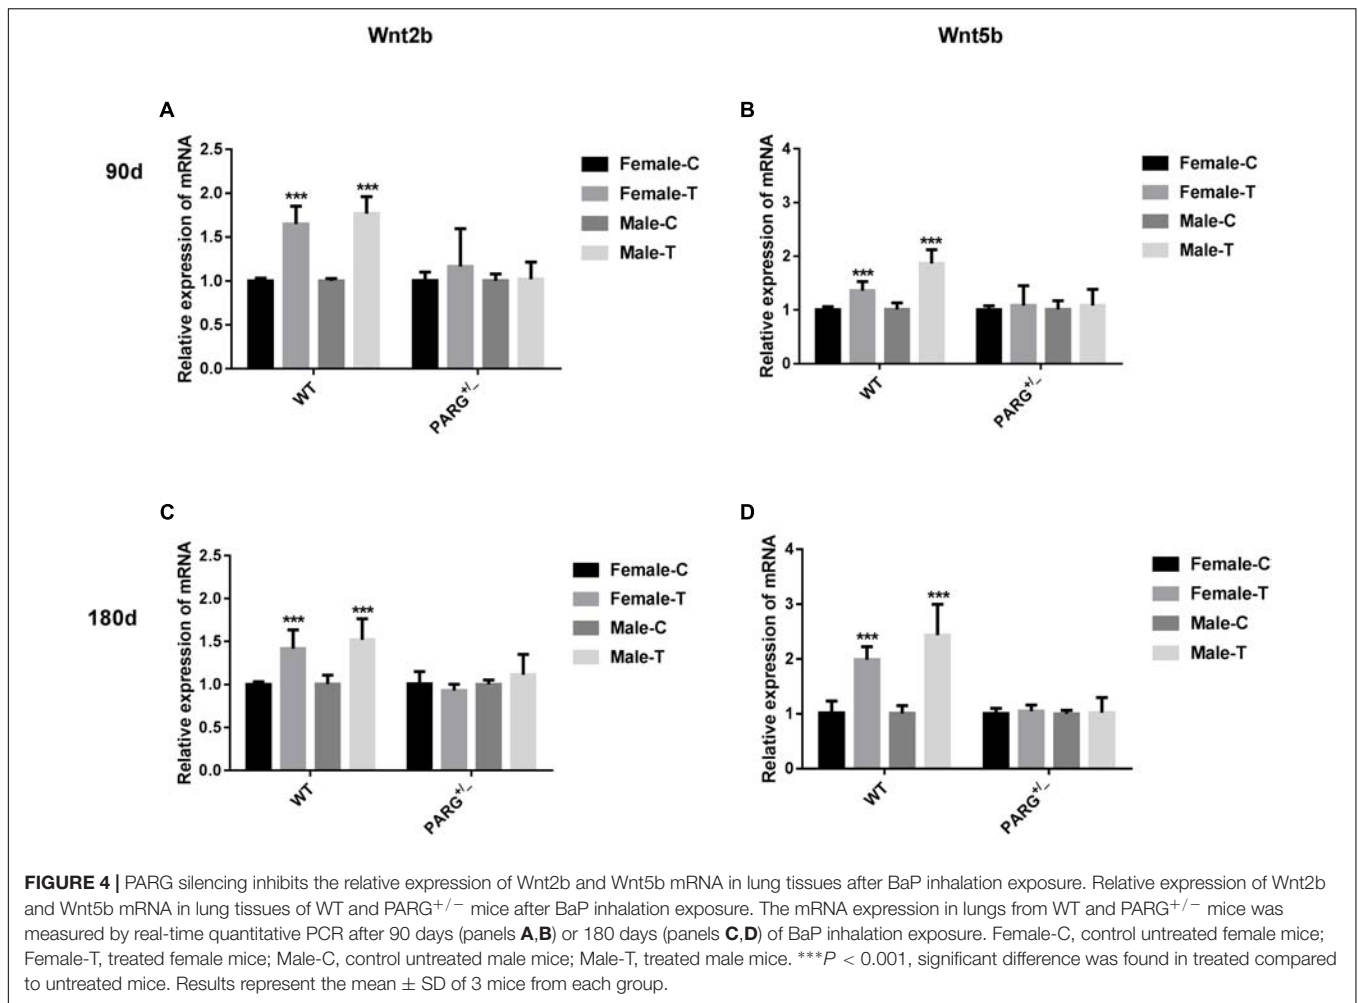 Wnt2b
Wnt5b
90d
A
Relative expression of mRNA
2.5
2.0
1.5
1.0
0.5
0.0
***
***
WT
PARG+/−
Female-C
Female-T
Male-C
Male-T
B
Relative expression of mRNA
4
3
2
1
0
***
***
WT
PARG+/−
Female-C
Female-T
Male-C
Male-T
180d
C
Relative expression of mRNA
2.5
2.0
1.5
1.0
0.5
0.0
***
***
WT
PARG+/−
Female-C
Female-T
Male-C
Male-T
D
Relative expression of mRNA
4
3
2
1
0
***
***
WT
PARG+/−
Female-C
Female-T
Male-C
Male-T
FIGURE 4 | PARG silencing inhibits the relative expression of Wnt2b and Wnt5b mRNA in lung tissues after BaP inhalation exposure. Relative expression of Wnt2b
and Wnt5b mRNA in lung tissues of WT and PARG+/− mice after BaP inhalation exposure. The mRNA expression in lungs from WT and PARG+/− mice was
measured by real-time quantitative PCR after 90 days (panels A,B) or 180 days (panels C,D) of BaP inhalation exposure. Female-C, control untreated female mice;
Female-T, treated female mice; Male-C, control untreated male mice; Male-T, treated male mice. ***P < 0.001, significant difference was found in treated compared
to untreated mice. Results represent the mean ± SD of 3 mice from each group.